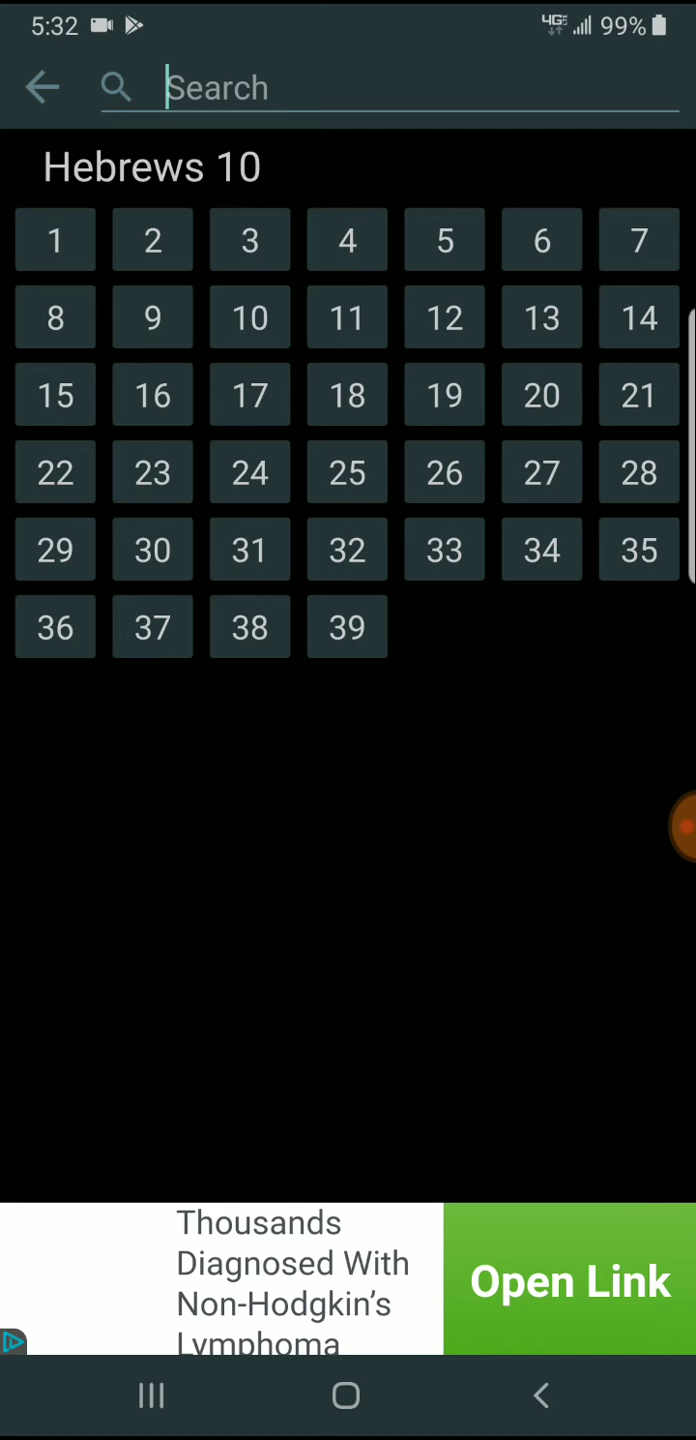 5:32 4G 99%
Search
Hebrews 10
1 2 3 4 5 6 7
8 9 10 11 12 13 14
15 16 17 18 19 20 21
22 23 24 25 26 27 28
29 30 31 32 33 34 35
36 37 38 39
Thousands
Diagnosed With
Non-Hodgkin’s
Lymphoma
Open Link